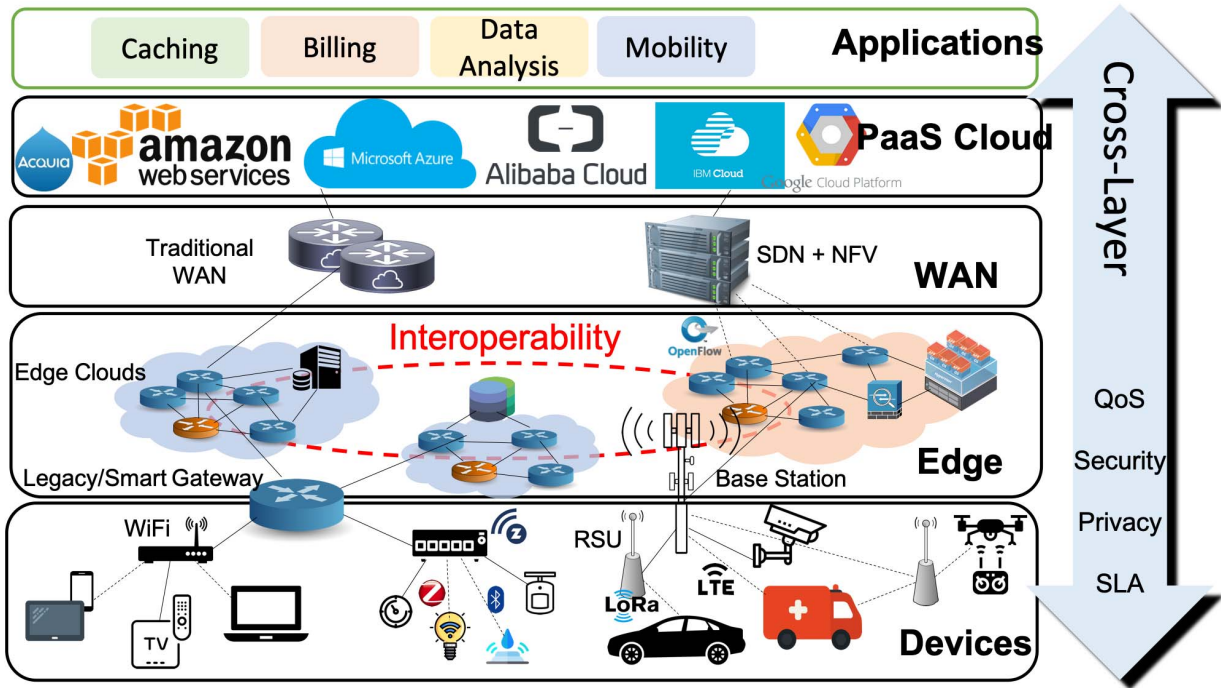 Caching
Billing
Data
Analysis
Mobility
Applications
Cross-Layer
ACQUIA
amazon
web services
Microsoft Azure
Alibaba Cloud
IBM Cloud
Google Cloud Platform
PaaS Cloud
Traditional
WAN
SDN + NFV
WAN
Interoperability
OpenFlow
Edge Clouds
Legacy/Smart Gateway
Base Station
Edge
QoS
Security
Privacy
SLA
WiFi
TV
RSU
LoRa
LTE
Devices